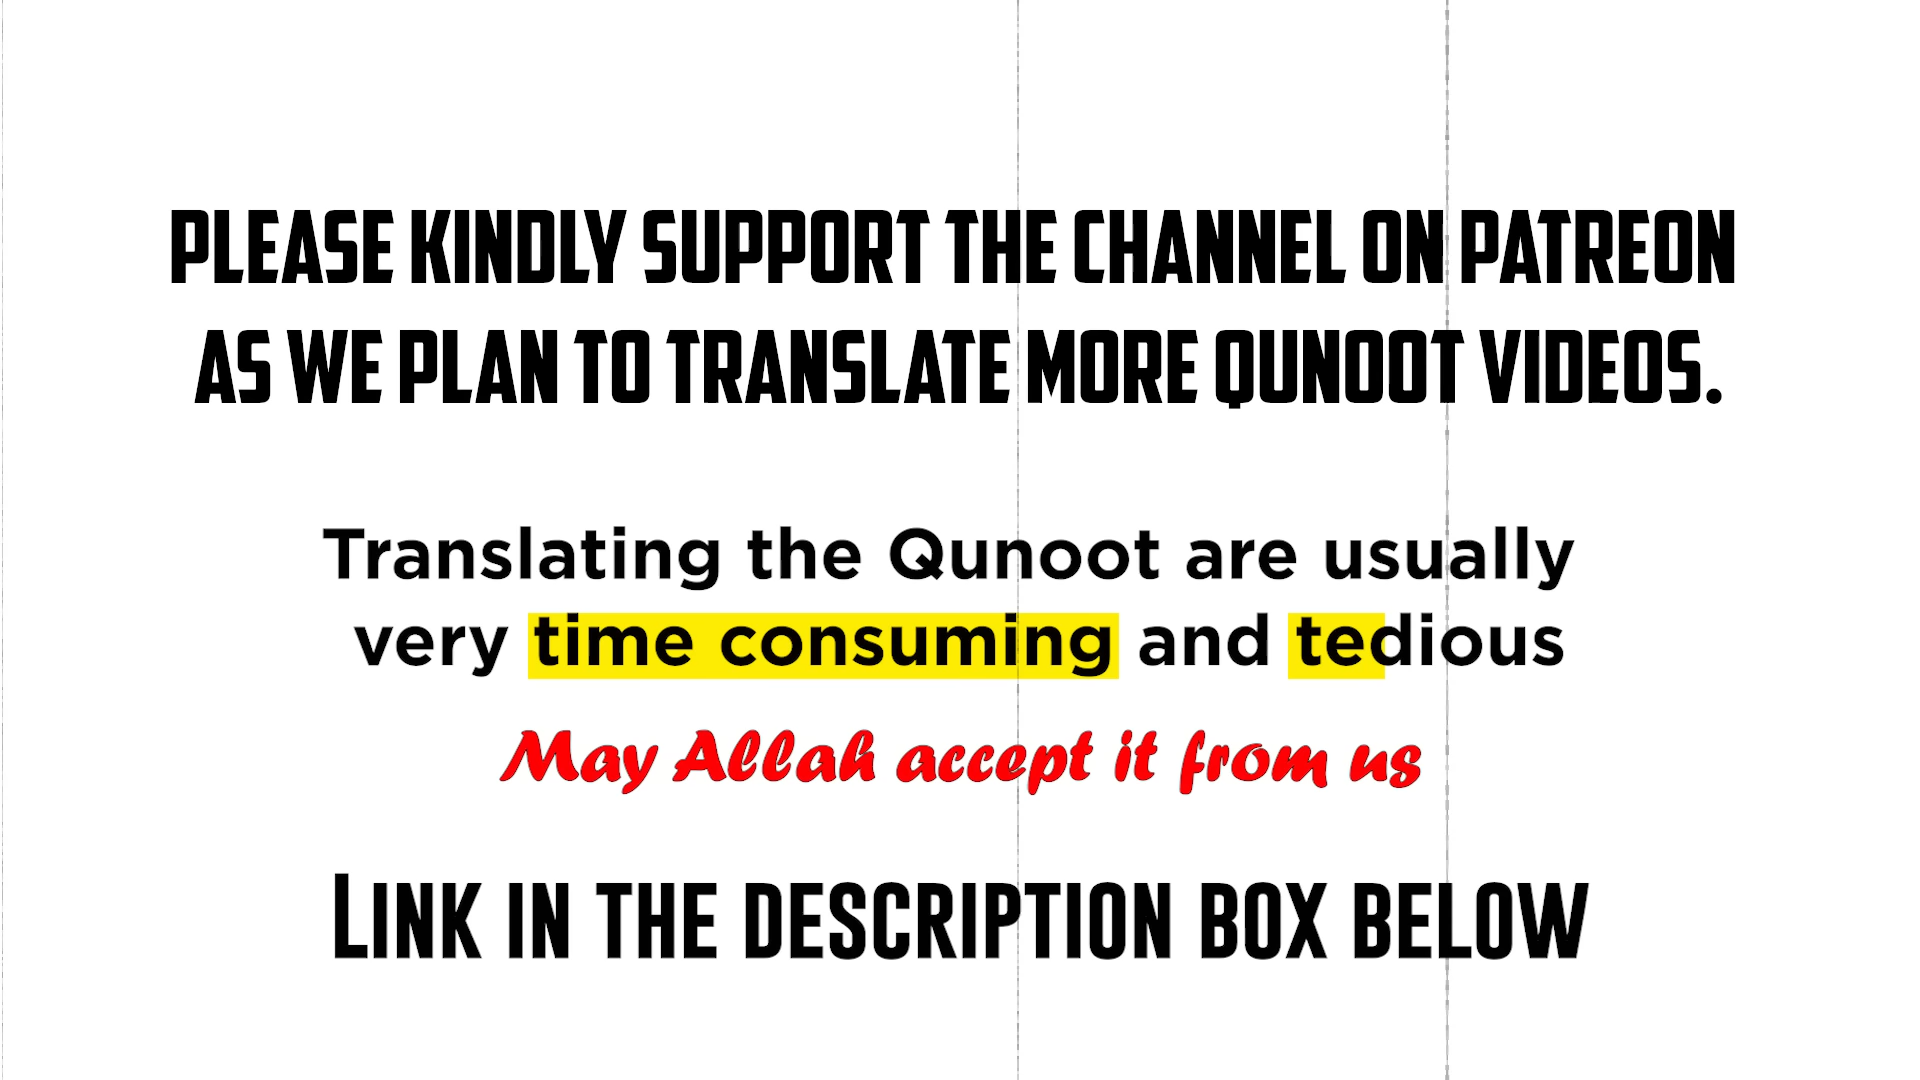 PLEASE KINDLY SUPPORT THE CHANNEL ON PATREON
AS WE PLAN TO TRANSLATE MORE QUNOOT VIDEOS.
Translating the Qunoot are usually
very time consuming and tedious
May Allah accept it from us
LINK IN THE DESCRIPTION BOX BELOW